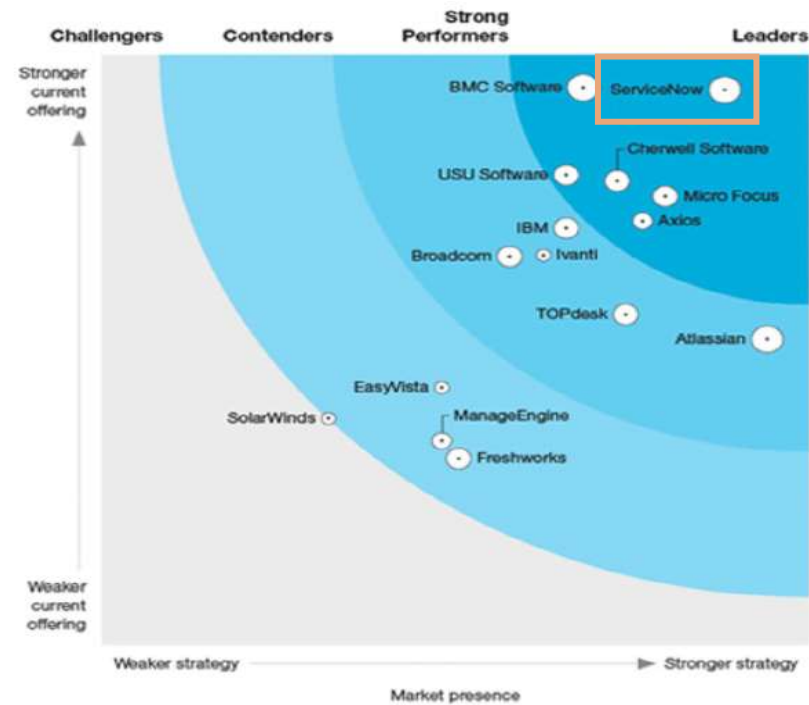 Challengers
Contenders
Strong
Performers
Leaders
Stronger
current
offering
BMC Software
ServiceNow
Cherwell Software
USU Software
Micro Focus
Axios
IBM
Broadcom
Ivanti
TOPdesk
Atlassian
EasyVista
ManageEngine
SolarWinds
Freshworks
Weaker
current
offering
Weaker strategy
Stronger strategy
Market presence